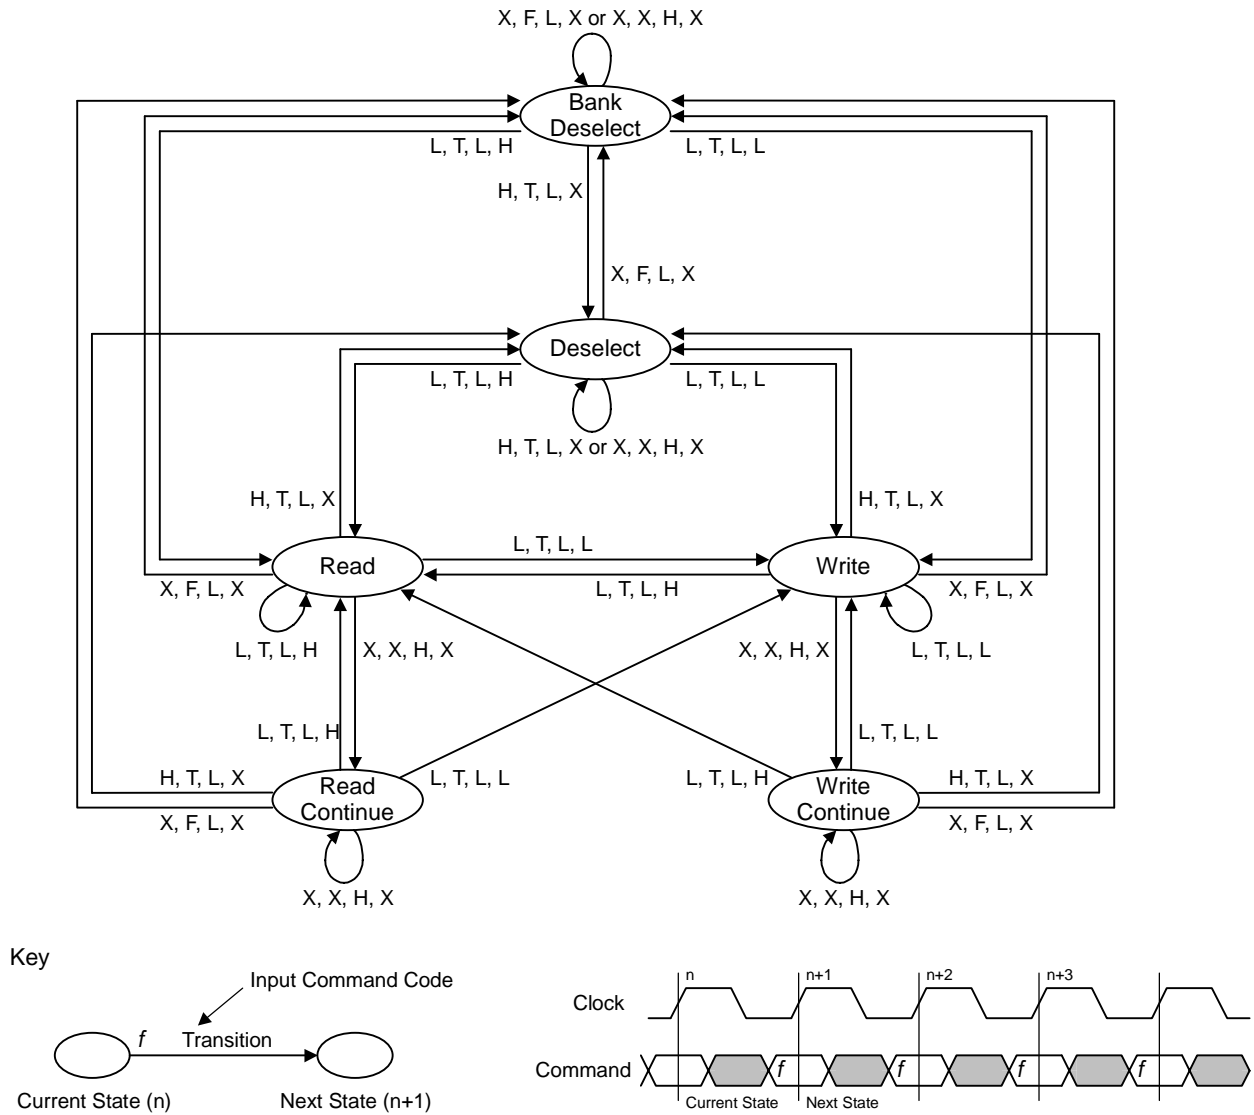 X, F, L, X or X, X, H, X
Bank
Deselect
L, T, L, H
L, T, L, L
H, T, L, X
X, F, L, X
Deselect
L, T, L, H
L, T, L, L
H, T, L, X or X, X, H, X
H, T, L, X
H, T, L, X
L, T, L, L
Read
Write
X, F, L, X
L, T, L, H
X, F, L, X
L, T, L, H
X, X, H, X
X, X, H, X
L, T, L, L
L, T, L, H
L, T, L, L
H, T, L, X
Read
Continue
L, T, L, L
L, T, L, H
Write
Continue
H, T, L, X
X, F, L, X
X, F, L, X
X, X, H, X
X, X, H, X
Key
Input Command Code
f
Transition
Current State (n)
Next State (n+1)
n
n+1
n+2
n+3
Clock
Command
f
f
f
f
Current State
Next State